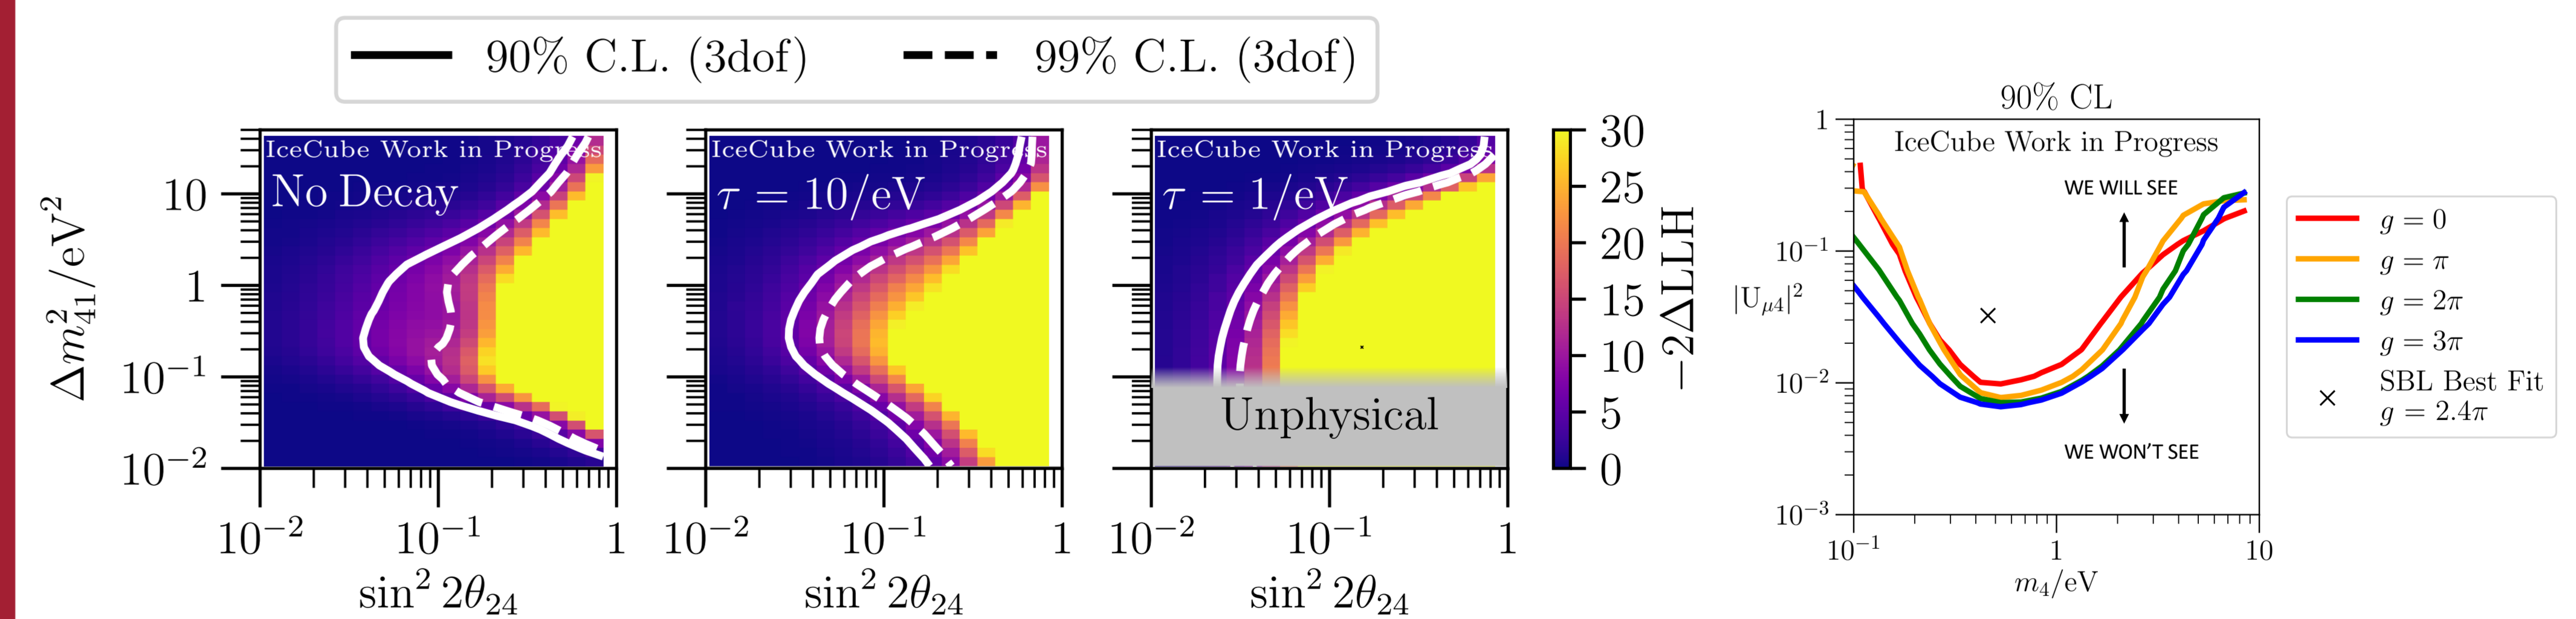 90% C.L. (3dof)
99% C.L. (3dof)
Δm²₄₁/eV²
10
1
10⁻¹
10⁻²
IceCube Work in Progress
No Decay
10⁻²
10⁻¹
1
sin² 2θ₂₄
IceCube Work in Progress
τ = 10/eV
10⁻²
10⁻¹
1
sin² 2θ₂₄
IceCube Work in Progress
τ = 1/eV
Unphysical
10⁻²
10⁻¹
1
sin² 2θ₂₄
30
25
20
15
10
5
0
−2ΔLLH
90% CL
IceCube Work in Progress
WE WILL SEE
WE WON'T SEE
|U_μ4|²
1
10⁻¹
10⁻²
10⁻³
10⁻¹
1
10
m₄/eV
g = 0
g = π
g = 2π
g = 3π
SBL Best Fit
g = 2.4π